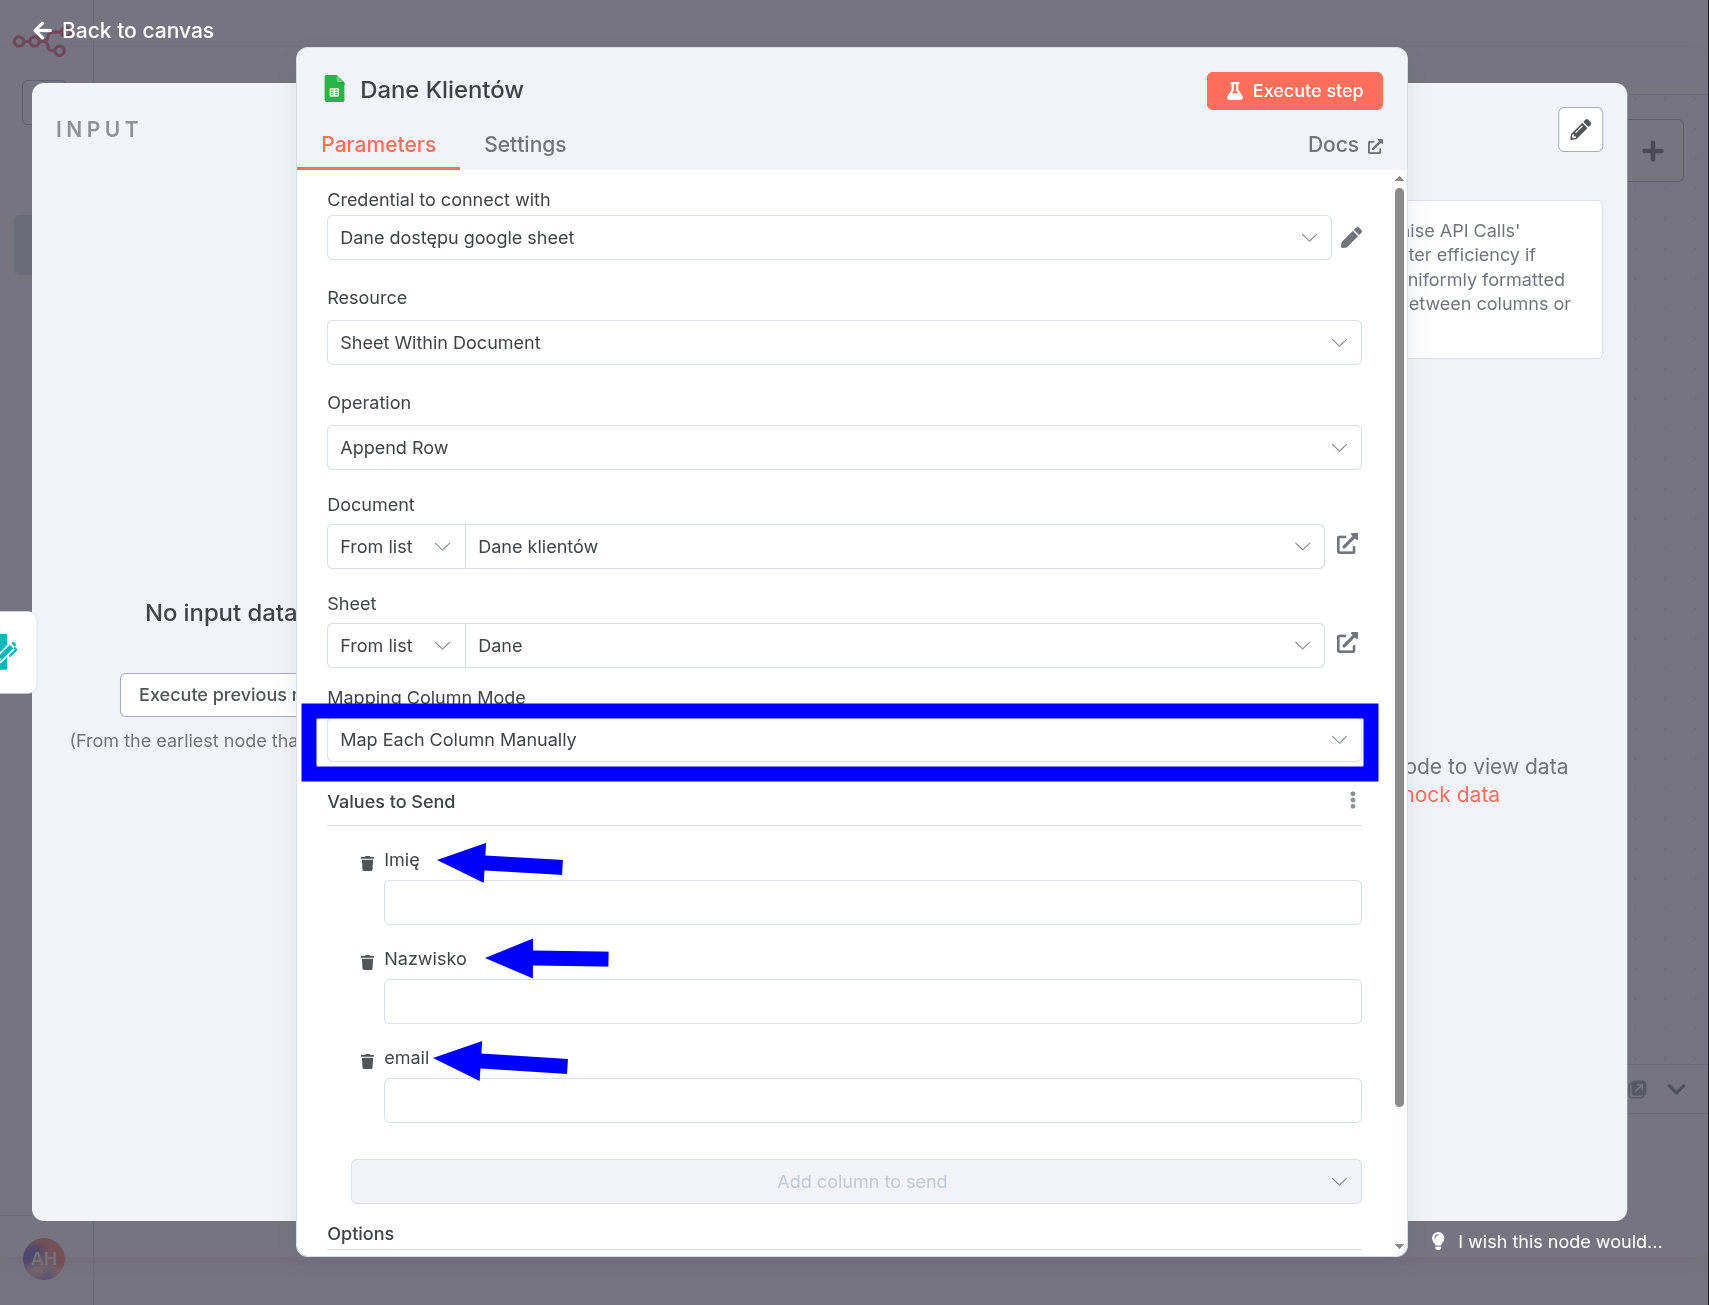 Back to canvas
INPUT
No input data
Execute previous
(From the earliest node tha
Dane Klientów
Execute step
Parameters
Settings
Docs
Credential to connect with
Dane dostępu google sheet
Resource
Sheet Within Document
Operation
Append Row
Document
From list
Dane klientów
Sheet
From list
Dane
Mapping Column Mode
Map Each Column Manually
Values to Send
Imię
Nazwisko
email
Add column to send
Options
ise API Calls'
ter efficiency if
niformly formatted
etween columns or
ode to view data
nock data
I wish this node would...
AH